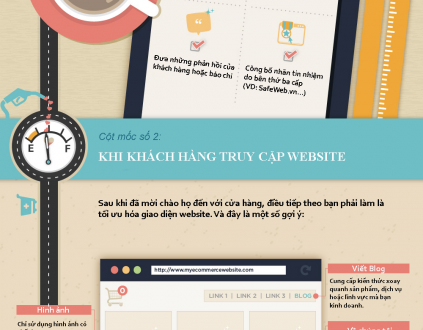 Đưa những phản hồi của
khách hàng hoặc báo chí
Công bố nhãn tín nhiệm
do bên thứ ba cấp
(VD: SafeWeb.vn...)
E
F
Cột mốc số 2:
KHI KHÁCH HÀNG TRUY CẬP WEBSITE
Sau khi đã mời chào họ đến với cửa hàng, điều tiếp theo bạn phải làm là
tối ưu hóa giao diện website. Và đây là một số gợi ý:
http://www.myecommercewebsite.com
0
LINK 1 | LINK 2 | LINK 3 | BLOG
Viết Blog
Cung cấp kiến thức xoay
quanh sản phẩm, dịch vụ
hoặc lĩnh vực mà bạn
kinh doanh.
Hình ảnh
Chỉ sử dụng hình ảnh có